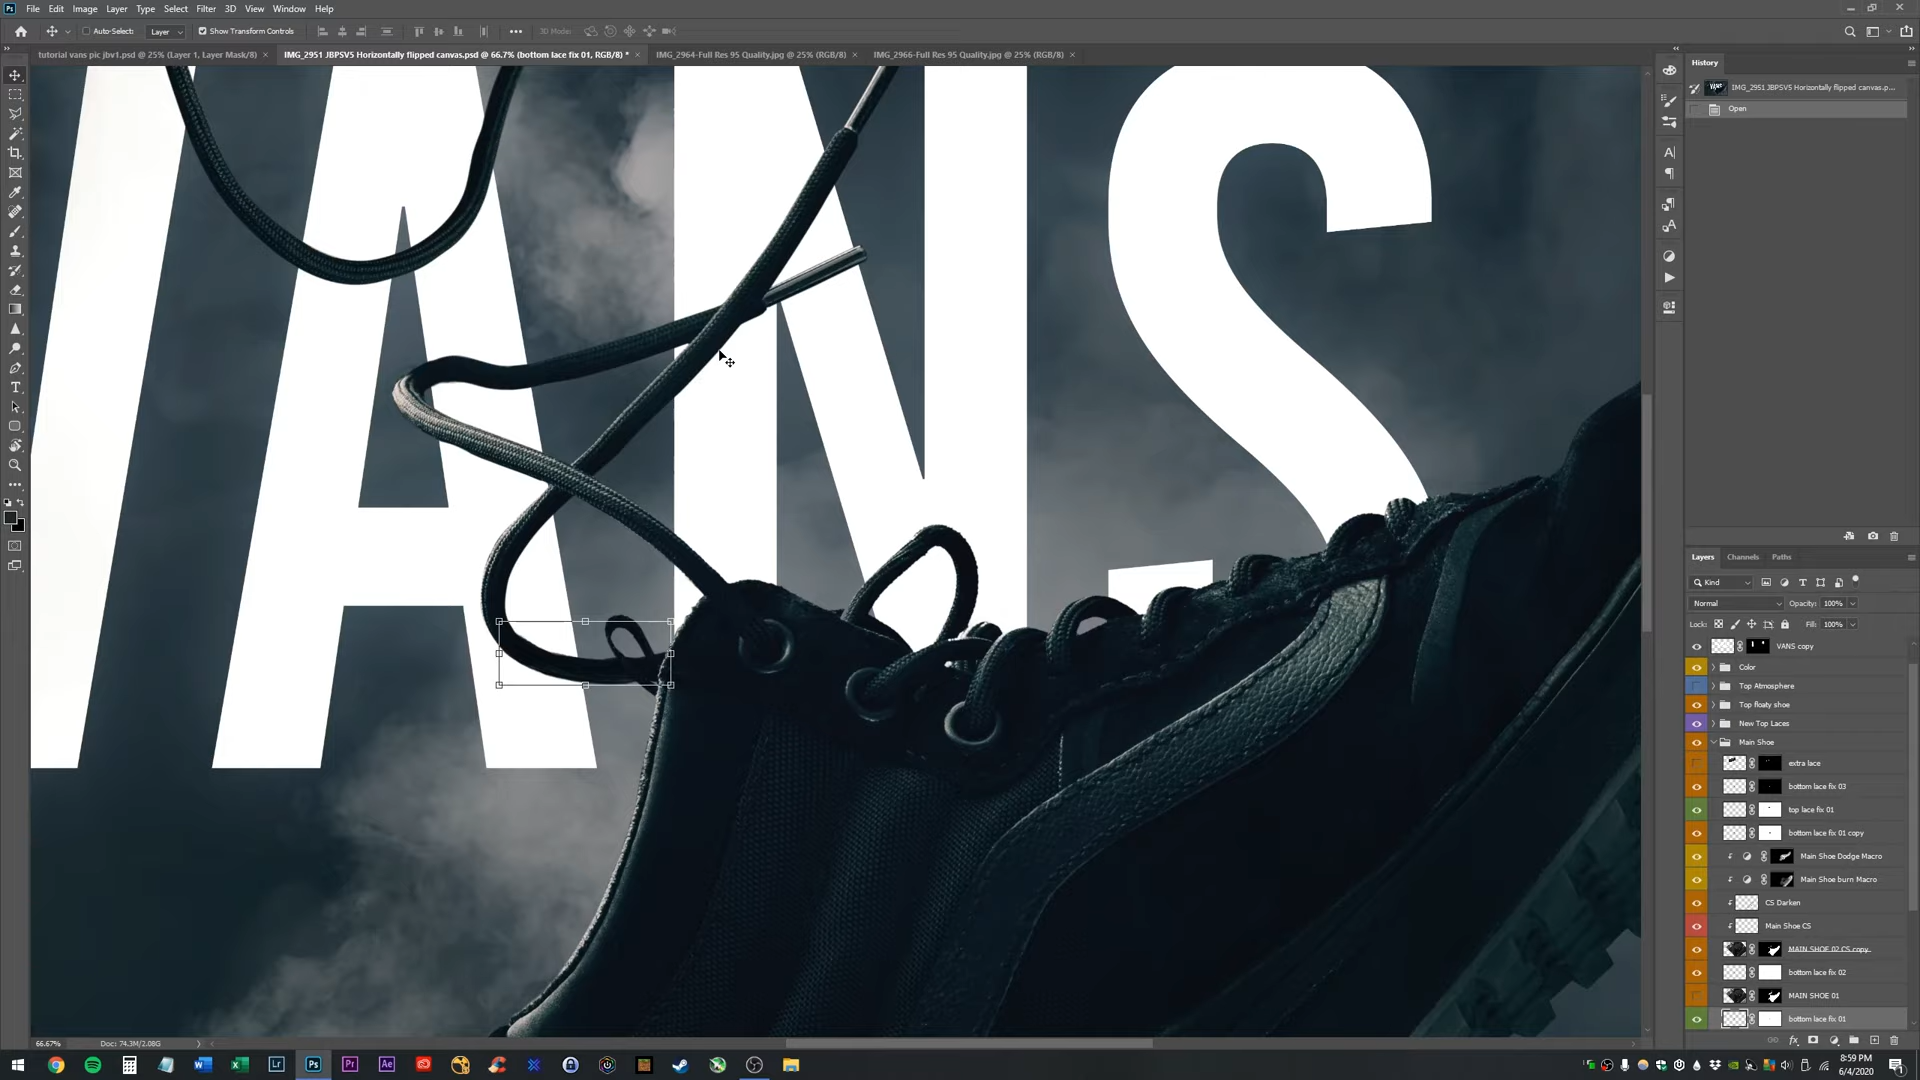 File Edit Image Layer Type Select Filter 3D View Window Help
Auto-Select: Layer Show Transform Controls 3D Mode:
tutorial vans pic jbv1.psd @ 25% (Layer 1, Layer Mask/8) IMG_2951 JBPSV5 Horizontally flipped canvas.psd @ 66.7% (bottom lace fix 01, RGB/8) * IMG_2964-Full Res 95 Quality.jpg @ 25% (RGB/8) IMG_2966-Full Res 95 Quality.jpg @ 25% (RGB/8)
History
IMG_2951 JBPSV5 Horizontally flipped canvas.p...
Open
VANS
Layers Channels Paths
Kind
Normal Opacity: 100%
Lock: Fill: 100%
VANS copy
Color
Top Atmosphere
Top floaty shoe
New Top Laces
Main Shoe
extra lace
bottom lace fix 03
top lace fix 01
bottom lace fix 01 copy
Main Shoe Dodge Macro
Main Shoe burn Macro
CS Darken
Main Shoe CS
MAIN SHOE 02 CS copy
bottom lace fix 02
MAIN SHOE 01
bottom lace fix 01
66.67% Doc: 74.3M/2.08G
8:59 PM
6/4/2020